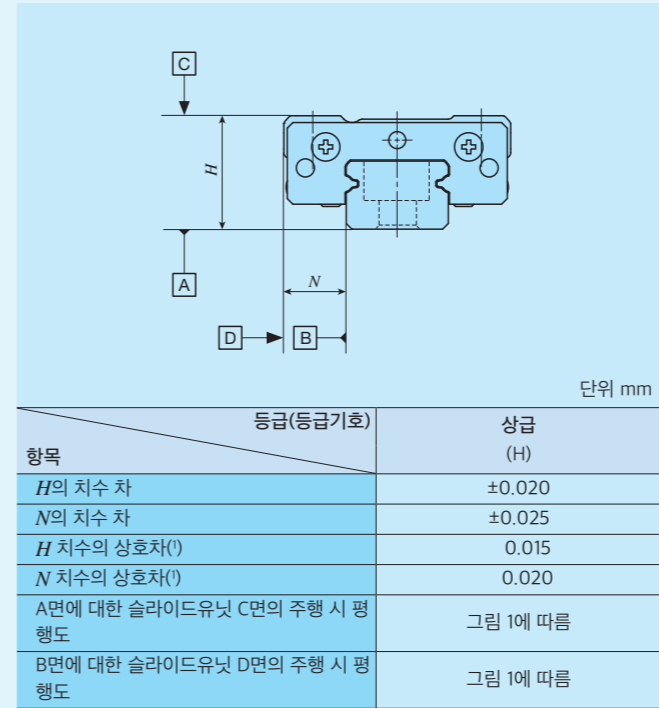 C
H
A
N
D
B
단위 mm
등급(등급기호)
항목
상급
(H)
H의 치수 차
±0.020
N의 치수 차
±0.025
H 치수의 상호차(¹)
0.015
N 치수의 상호차(¹)
0.020
A면에 대한 슬라이드유닛 C면의 주행 시 평
행도
그림 1에 따름
B면에 대한 슬라이드유닛 D면의 주행 시 평
행도
그림 1에 따름